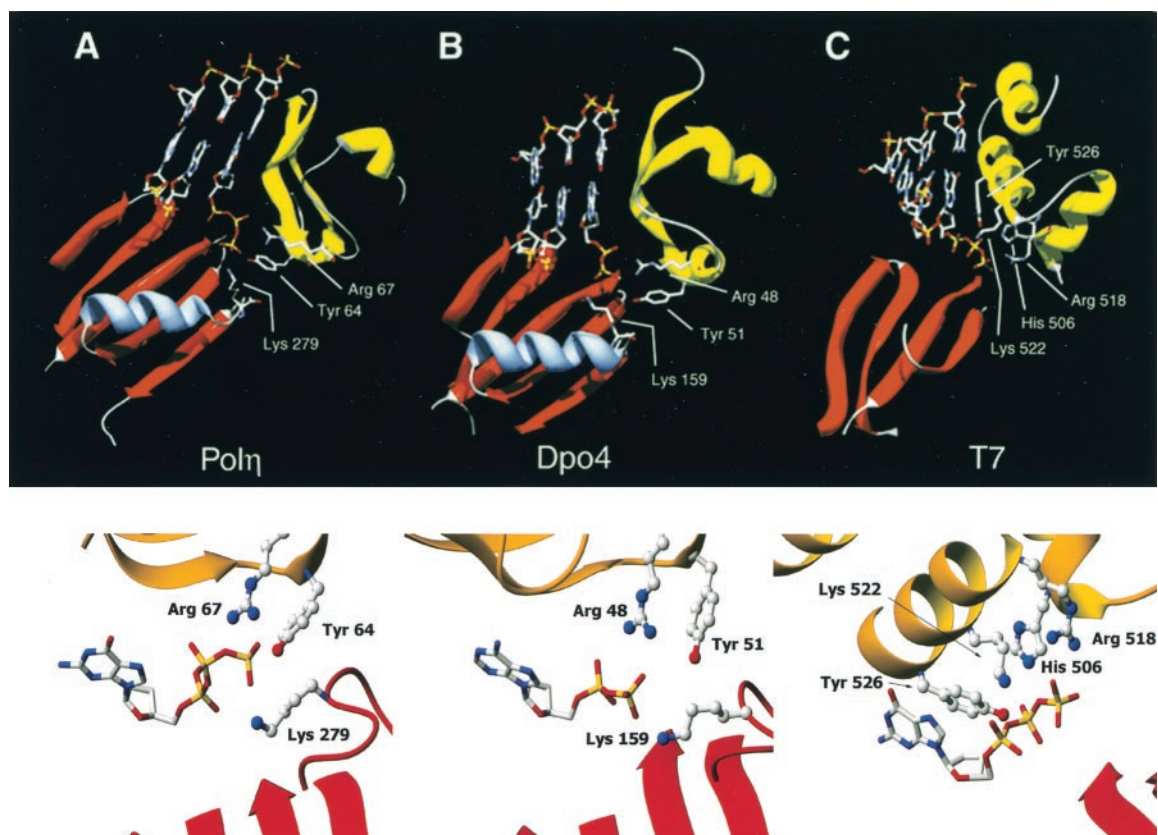 A
B
C
Tyr 526
Arg 67
Arg 48
Tyr 64
Tyr 51
Arg 518
Lys 279
His 506
Lys 159
Lys 522
Polη
Dpo4
T7
Arg 67
Tyr 64
Lys 279
Arg 48
Tyr 51
Lys 159
Lys 522
Arg 518
His 506
Tyr 526